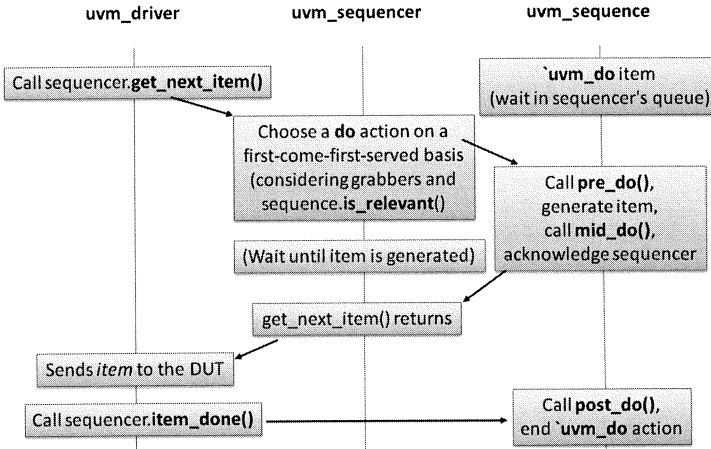 uvm_driver
uvm_sequencer
uvm_sequence
Call sequencer.get_next_item()
`uvm_do item
(wait in sequencer's queue)
Choose a do action on a
first-come-first-served basis
(considering grabbers and
sequence.is_relevant()
Call pre_do(),
generate item,
call mid_do(),
acknowledge sequencer
(Wait until item is generated)
get_next_item() returns
Sends item to the DUT
Call sequencer.item_done()
Call post_do(),
end `uvm_do action